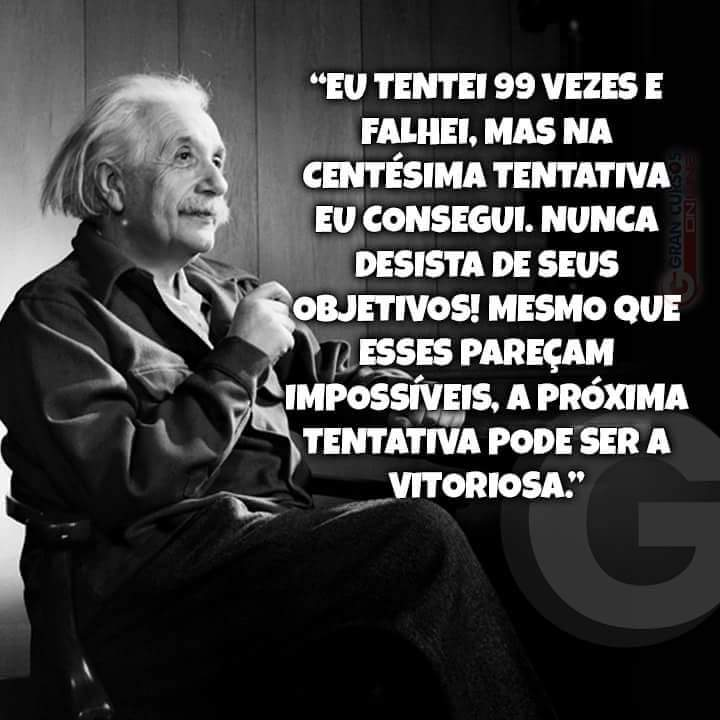 “EU TENTEI 99 VEZES E
FALHEI, MAS NA
CENTÉSIMA TENTATIVA
EU CONSEGUI. NUNCA
DESISTA DE SEUS
OBJETIVOS! MESMO QUE
ESSES PAREÇAM
IMPOSSÍVEIS, A PRÓXIMA
TENTATIVA PODE SER A
VITORIOSA.”
G GRAN CURSOS
ONLINE
G